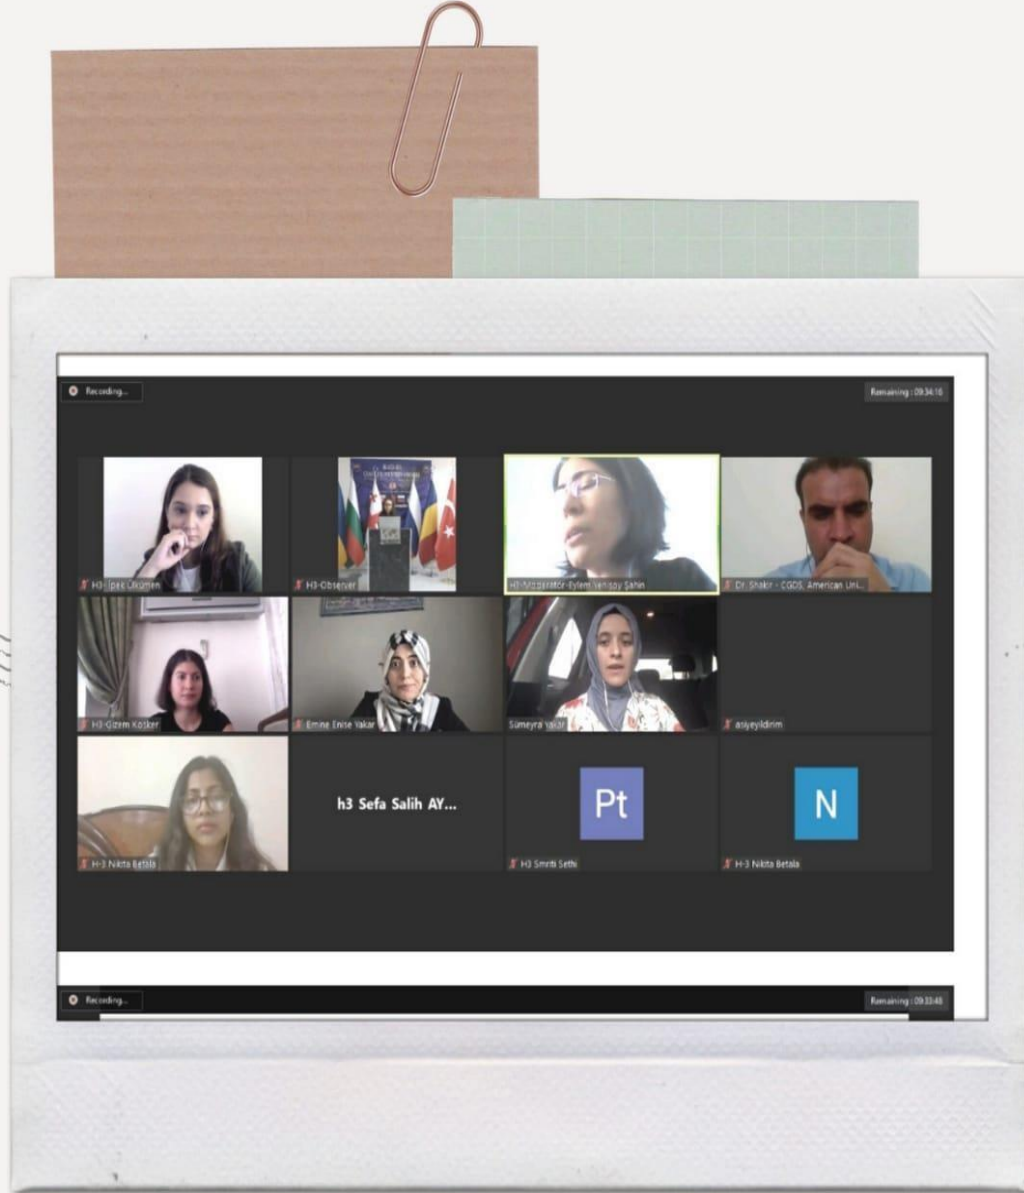 Recording...
Remaining : 09:34:16
H3-İpek Ülkümen
H3-Observer
H3-Moderator-Eylem Yenisoy Şahin
Dr. Shakir - CGDS, American Uni...
H3-Gizem Kösker
Emine Enise Yakar
Sümeyra Yakar
asiyeyildirim
H-3 Nikita Betala
h3 Sefa Salih AY...
Pt
H3 Smriti Sethi
N
H-3 Nikita Betala
Recording...
Remaining : 09:33:48